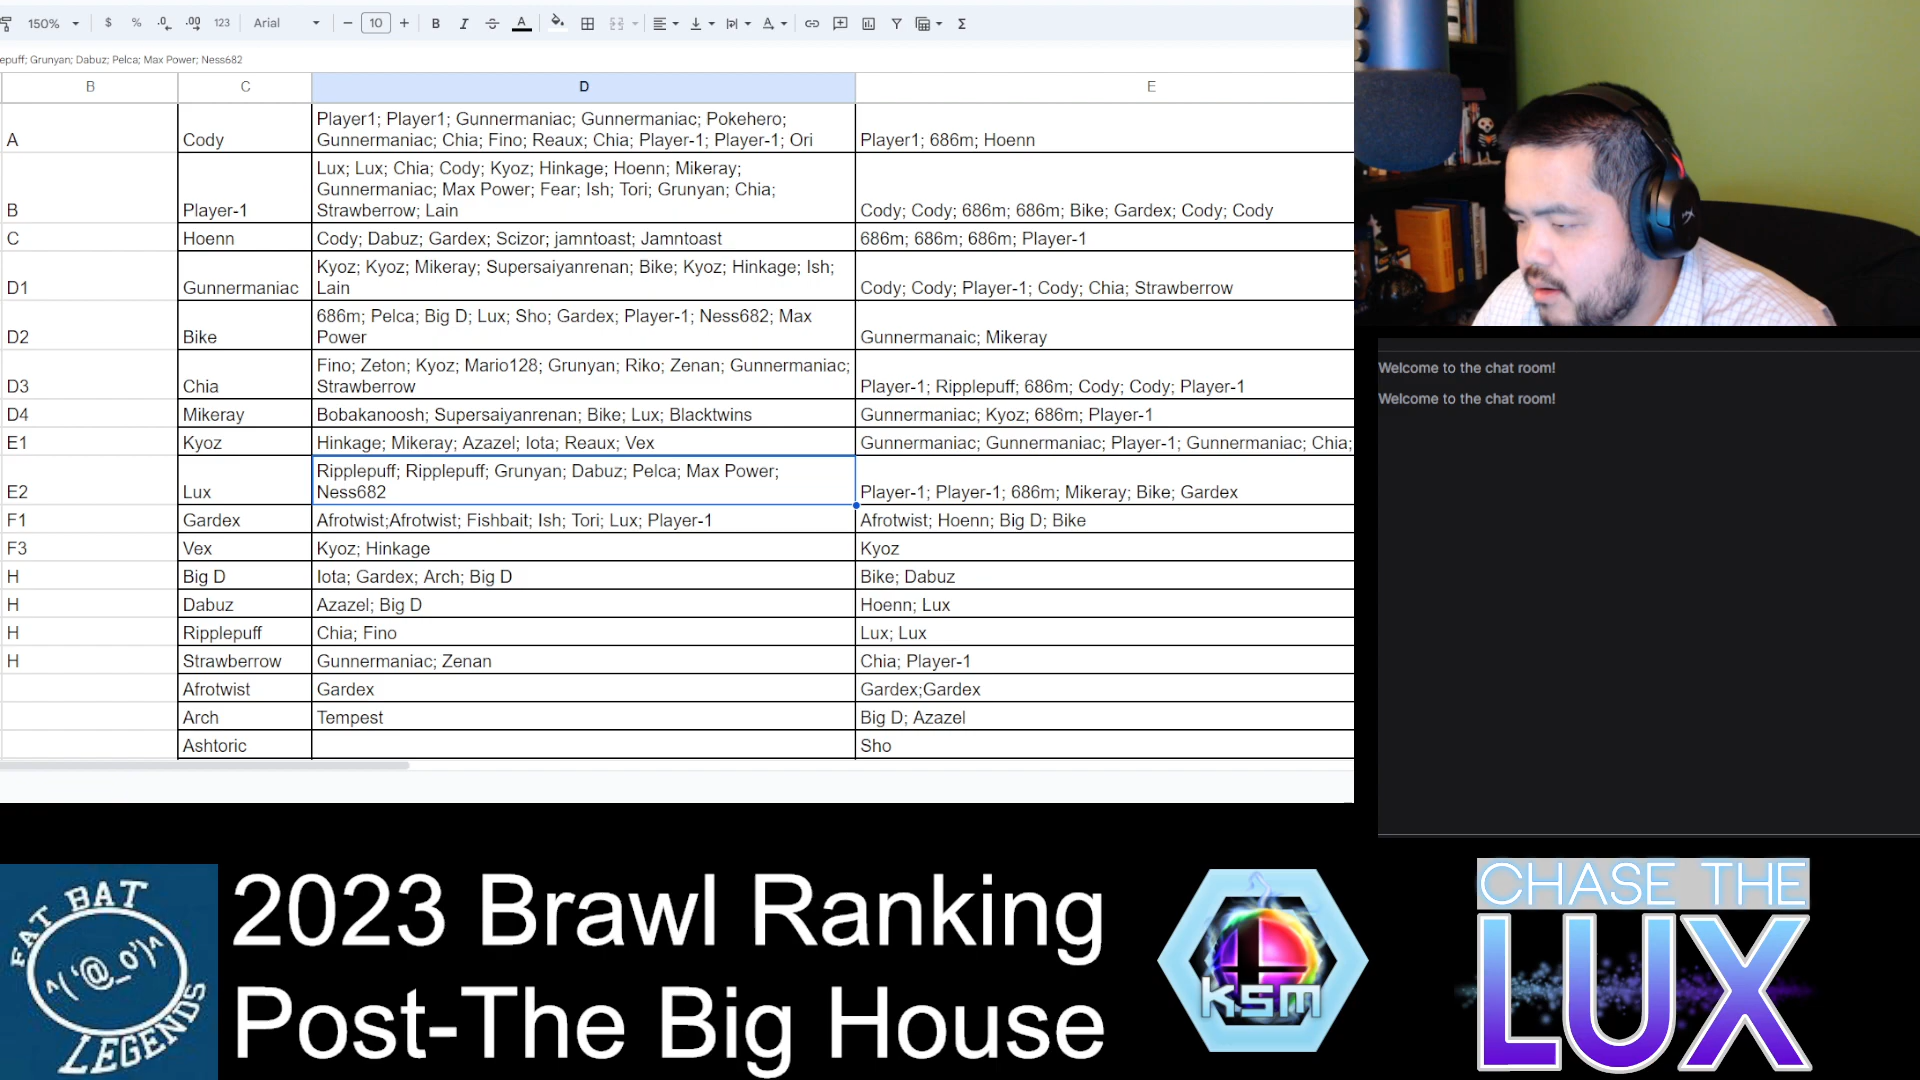 150% $ % .0 .00 123 Arial 10 B I A
epuff; Grunyan; Dabuz; Pelca; Max Power; Ness682
B C D E
A Cody Player1; Player1; Gunnermaniac; Gunnermaniac; Pokehero; Gunnermaniac; Chia; Fino; Reaux; Chia; Player-1; Player-1; Ori Player1; 686m; Hoenn
B Player-1 Lux; Lux; Chia; Cody; Kyoz; Hinkage; Hoenn; Mikeray; Gunnermaniac; Max Power; Fear; Ish; Tori; Grunyan; Chia; Strawberrow; Lain Cody; Cody; 686m; 686m; Bike; Gardex; Cody; Cody
C Hoenn Cody; Dabuz; Gardex; Scizor; jamntoast; Jamntoast 686m; 686m; 686m; Player-1
D1 Gunnermaniac Kyoz; Kyoz; Mikeray; Supersaiyanrenan; Bike; Kyoz; Hinkage; Ish; Lain Cody; Cody; Player-1; Cody; Chia; Strawberrow
D2 Bike 686m; Pelca; Big D; Lux; Sho; Gardex; Player-1; Ness682; Max Power Gunnermanaic; Mikeray
D3 Chia Fino; Zeton; Kyoz; Mario128; Grunyan; Riko; Zenan; Gunnermaniac; Strawberrow Player-1; Ripplepuff; 686m; Cody; Cody; Player-1
D4 Mikeray Bobakanoosh; Supersaiyanrenan; Bike; Lux; Blacktwins Gunnermaniac; Kyoz; 686m; Player-1
E1 Kyoz Hinkage; Mikeray; Azazel; Iota; Reaux; Vex Gunnermaniac; Gunnermaniac; Player-1; Gunnermaniac; Chia;
E2 Lux Ripplepuff; Ripplepuff; Grunyan; Dabuz; Pelca; Max Power; Ness682 Player-1; Player-1; 686m; Mikeray; Bike; Gardex
F1 Gardex Afrotwist;Afrotwist; Fishbait; Ish; Tori; Lux; Player-1 Afrotwist; Hoenn; Big D; Bike
F3 Vex Kyoz; Hinkage Kyoz
H Big D Iota; Gardex; Arch; Big D Bike; Dabuz
H Dabuz Azazel; Big D Hoenn; Lux
H Ripplepuff Chia; Fino Lux; Lux
H Strawberrow Gunnermaniac; Zenan Chia; Player-1
Afrotwist Gardex Gardex;Gardex
Arch Tempest Big D; Azazel
Ashtoric Sho
Welcome to the chat room!
Welcome to the chat room!
FAT BAT
^('@_o')^
LEGENDS
2023 Brawl Ranking
Post-The Big House
KSM
CHASE THE
LUX